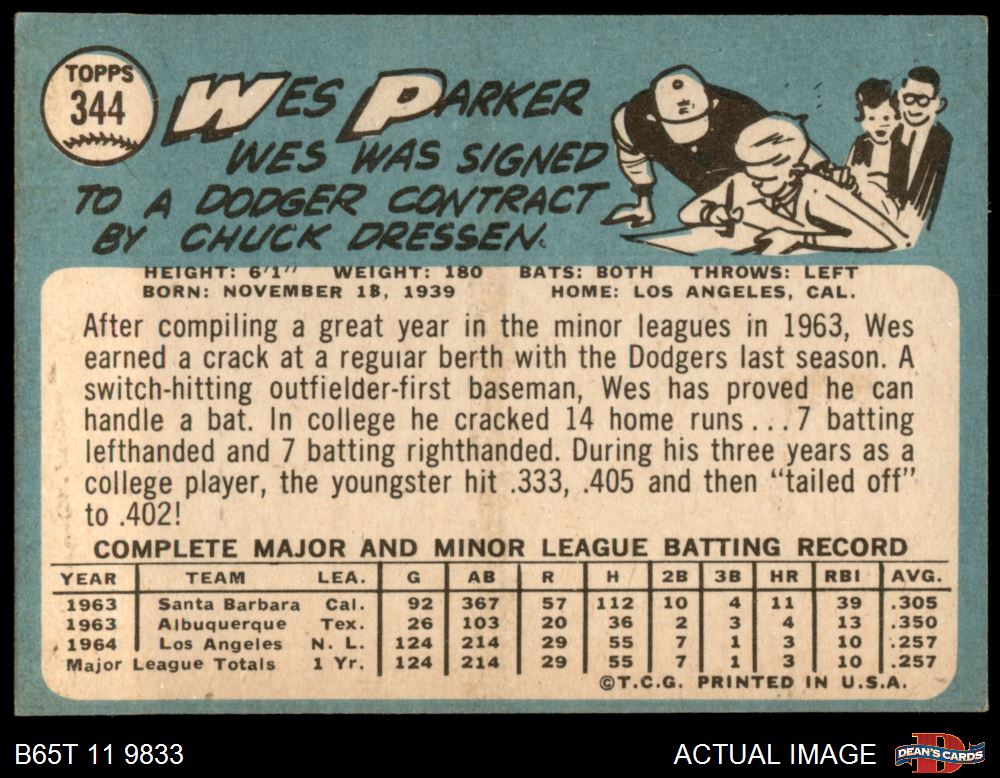 TOPPS
344
WES PARKER
WES WAS SIGNED
TO A DODGER CONTRACT
BY CHUCK DRESSEN.
HEIGHT: 6'1" WEIGHT: 180 BATS: BOTH THROWS: LEFT
BORN: NOVEMBER 18, 1939 HOME: LOS ANGELES, CAL.
After compiling a great year in the minor leagues in 1963, Wes
earned a crack at a regular berth with the Dodgers last season. A
switch-hitting outfielder-first baseman, Wes has proved he can
handle a bat. In college he cracked 14 home runs...7 batting
lefthanded and 7 batting righthanded. During his three years as a
college player, the youngster hit .333, .405 and then "tailed off"
to .402!
COMPLETE MAJOR AND MINOR LEAGUE BATTING RECORD
YEAR TEAM LEA. G AB R H 2B 3B HR RBI AVG.
1963 Santa Barbara Cal. 92 367 57 112 10 4 11 39 .305
1963 Albuquerque Tex. 26 103 20 36 2 3 4 13 .350
1964 Los Angeles N. L. 124 214 29 55 7 1 3 10 .257
Major League Totals 1 Yr. 124 214 29 55 7 1 3 10 .257
©T.C.G. PRINTED IN U.S.A.
B65T 11 9833
ACTUAL IMAGE
DEAN'S CARDS